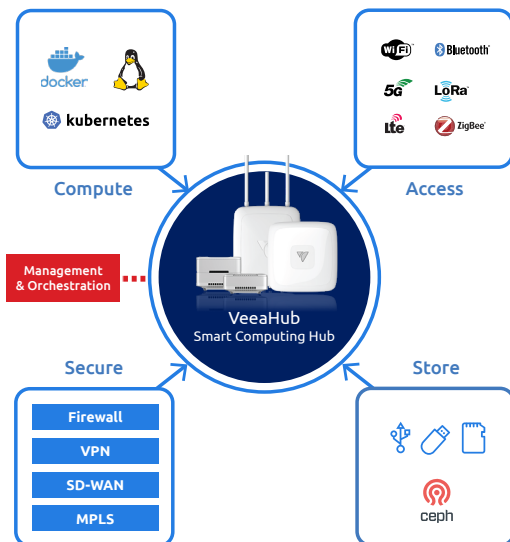 docker
kubernetes
Compute
WiFi
Bluetooth
5G
LoRa
Lte
ZigBee
Access
Management
& Orchestration
VeeaHub
Smart Computing Hub
Secure
Firewall
VPN
SD-WAN
MPLS
Store
ceph